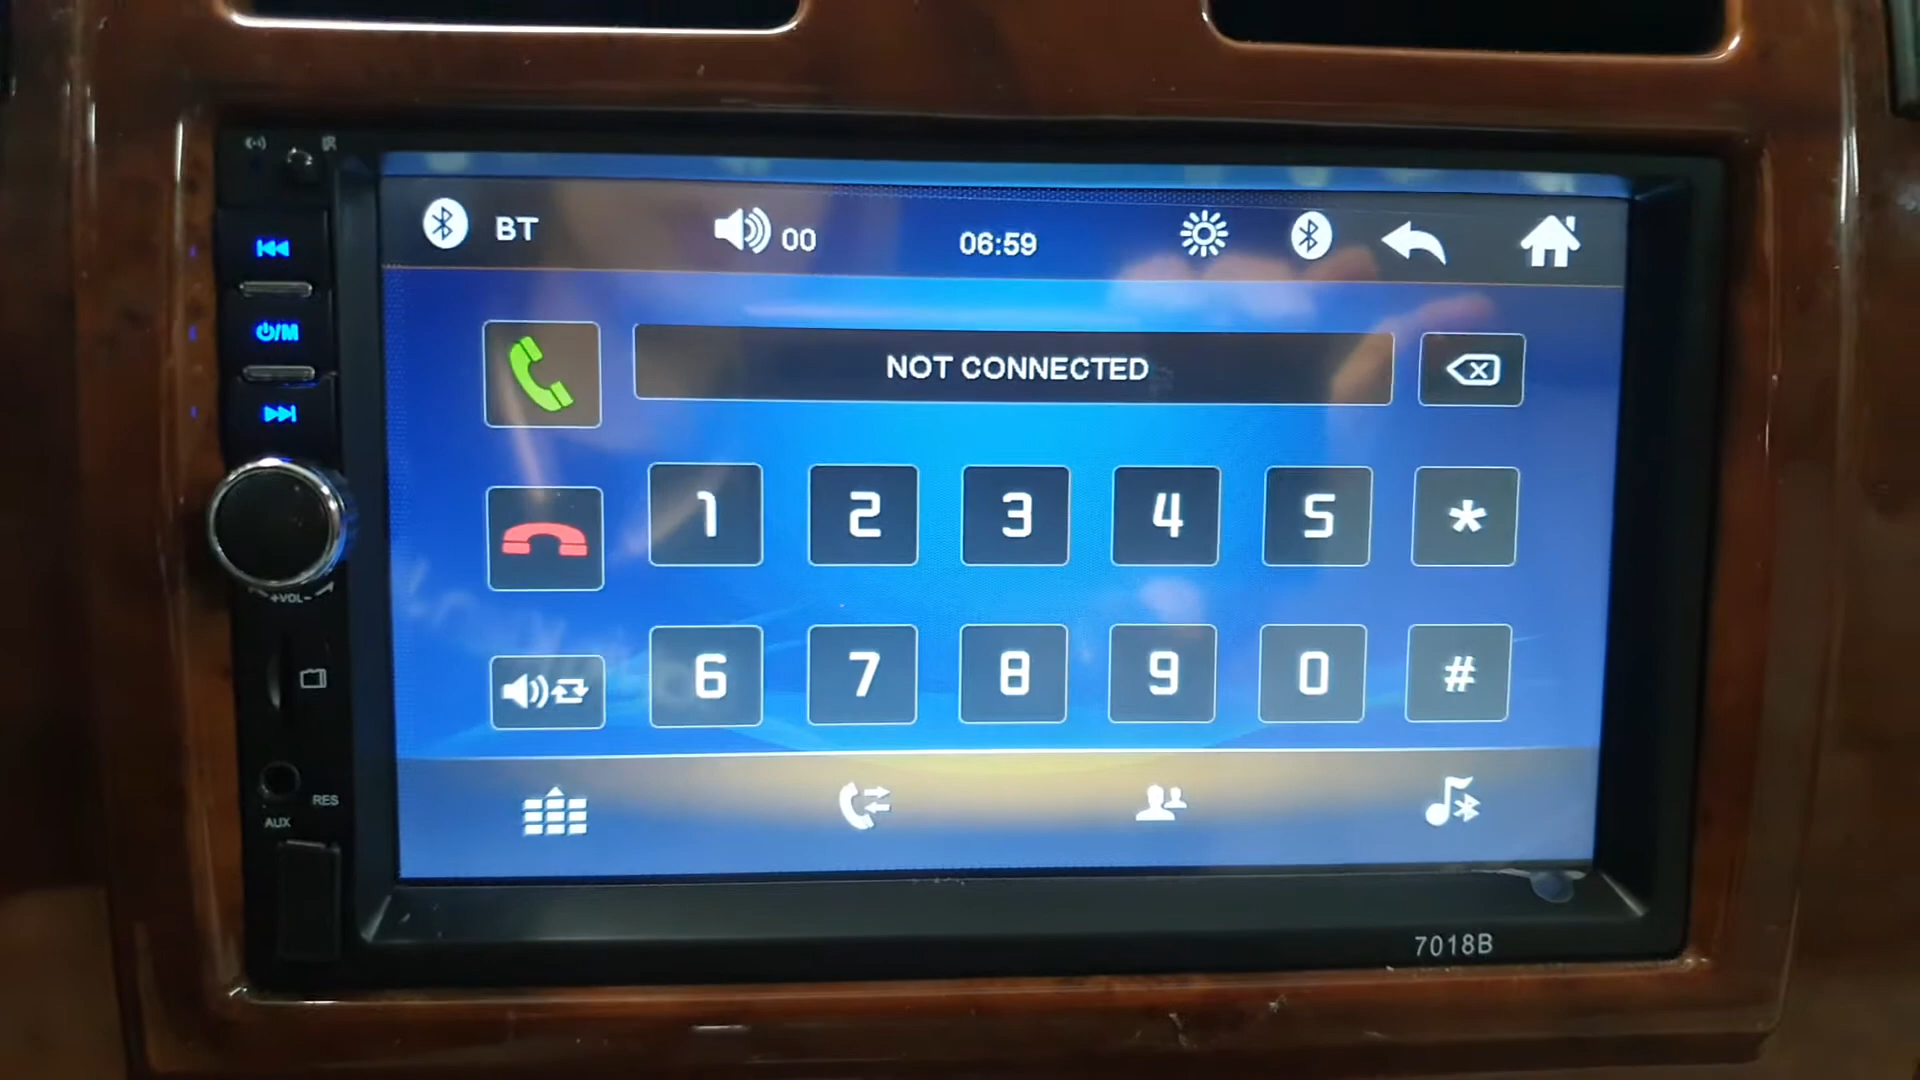 IR
BT 00 06:59
⏻/M
NOT CONNECTED
1 2 3 4 5 *
+VOL-
6 7 8 9 0 #
RES
AUX
7018B